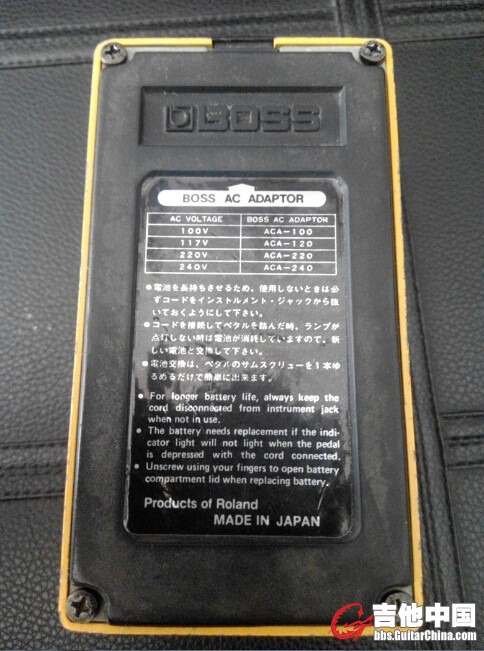 BOSS
BOSS AC ADAPTOR
AC VOLTAGE BOSS AC ADAPTOR
100V ACA-100
117V ACA-120
220V ACA-220
240V ACA-240
●電池を長持ちさせるため、使用しないときは必
ずコードをインストルメント・ジャックから抜
いておくようにして下さい。
●コードを接続してペダルを踏んだ時、ランプが
点灯しない時は電池が消耗していますので、新
しい電池と交換して下さい。
●電池交換は、ペダルのサムスクリューを1本ゆ
るめるだけで簡単に出来ます。
● For longer battery life, always keep the
cord disconnected from instrument jack
when not in use.
● The battery needs replacement if the indi-
cator light will not light when the pedal
is depressed with the cord connected.
● Unscrew using your fingers to open battery
compartment lid when replacing battery.
Products of Roland
MADE IN JAPAN
吉他中国
bbs.GuitarChina.com